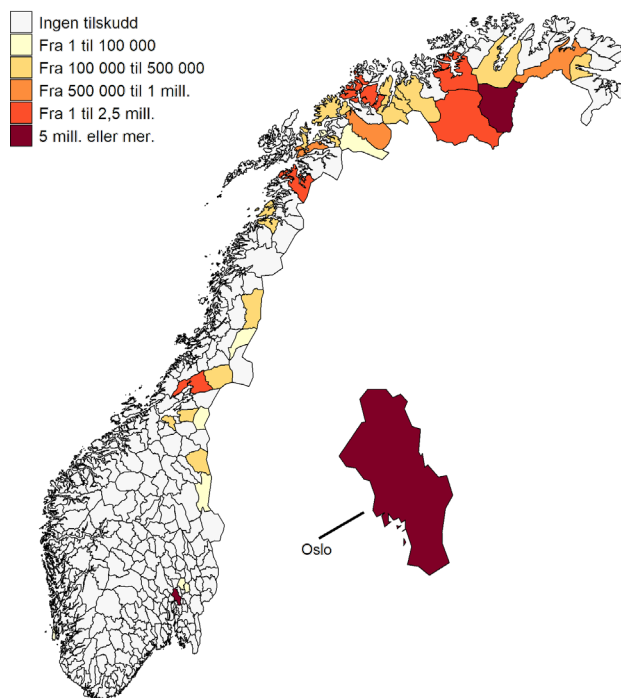 Ingen tilskudd
Fra 1 til 100 000
Fra 100 000 til 500 000
Fra 500 000 til 1 mill.
Fra 1 til 2,5 mill.
5 mill. eller mer.
Oslo